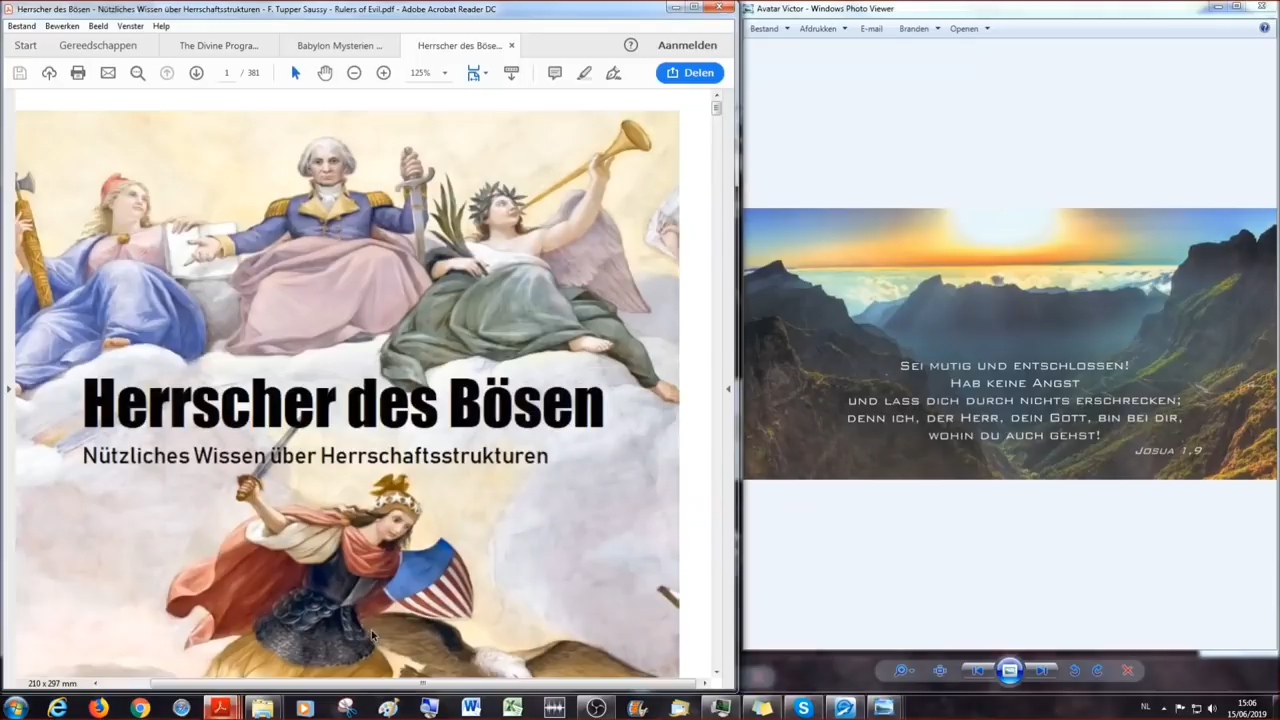 Herrscher des Bösen - Nützliches Wissen über Herrschaftsstrukturen - F. Tupper Saussy - Rulers of Evil.pdf - Adobe Acrobat Reader DC
Bestand Bewerken Beeld Venster Help
Start Gereedschappen The Divine Progra... Babylon Mysterien ... Herrscher des Böse... × Aanmelden
1 / 381 125% Delen
Herrscher des Bösen
Nützliches Wissen über Herrschaftsstrukturen
210 x 297 mm
Avatar Victor - Windows Photo Viewer
Bestand Afdrukken E-mail Branden Openen
Sei mutig und entschlossen!
Hab keine Angst
und lass dich durch nichts erschrecken;
denn ich, der Herr, dein Gott, bin bei dir,
wohin du auch gehst!
Josua 1,9
NL 15:06
15/06/2019